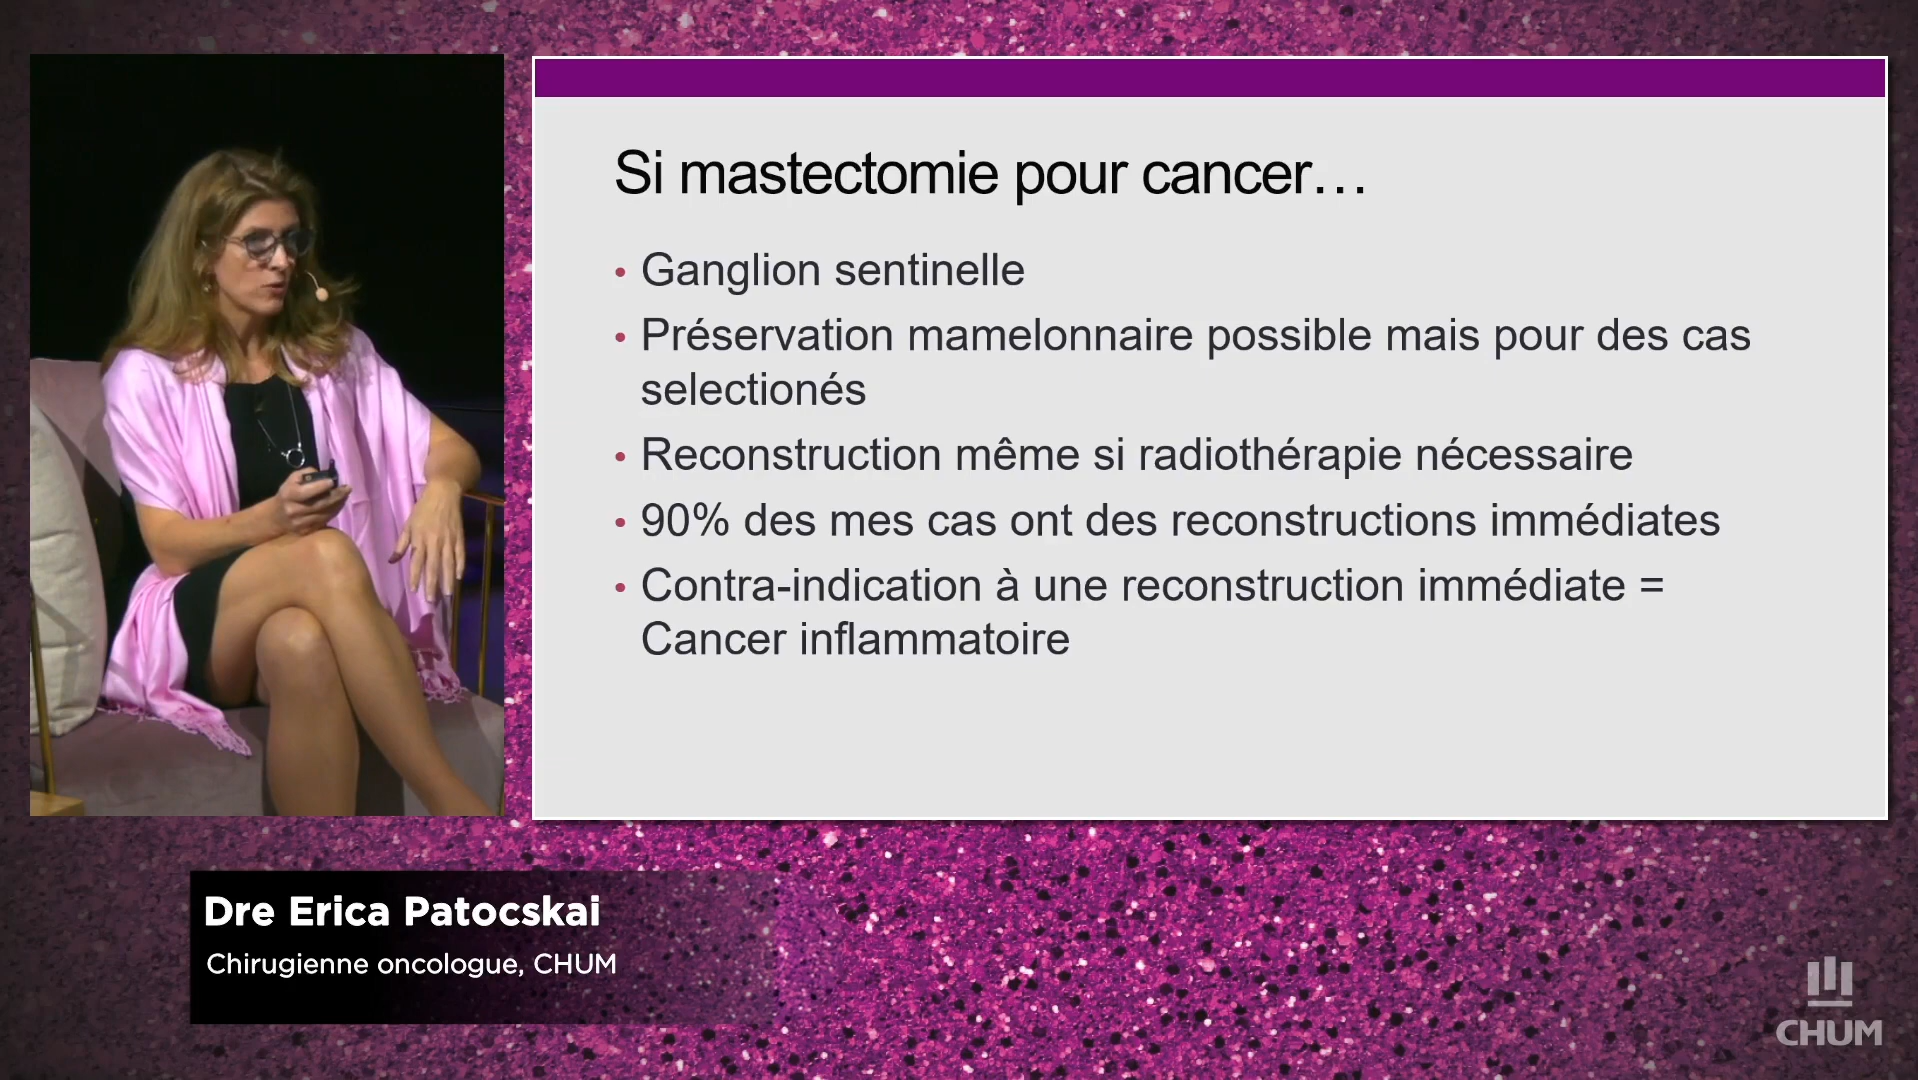 Si mastectomie pour cancer…
• Ganglion sentinelle
• Préservation mamelonnaire possible mais pour des cas
selectionés
• Reconstruction même si radiothérapie nécessaire
• 90% des mes cas ont des reconstructions immédiates
• Contra-indication à une reconstruction immédiate =
Cancer inflammatoire
Dre Erica Patocskai
Chirugienne oncologue, CHUM
CHUM